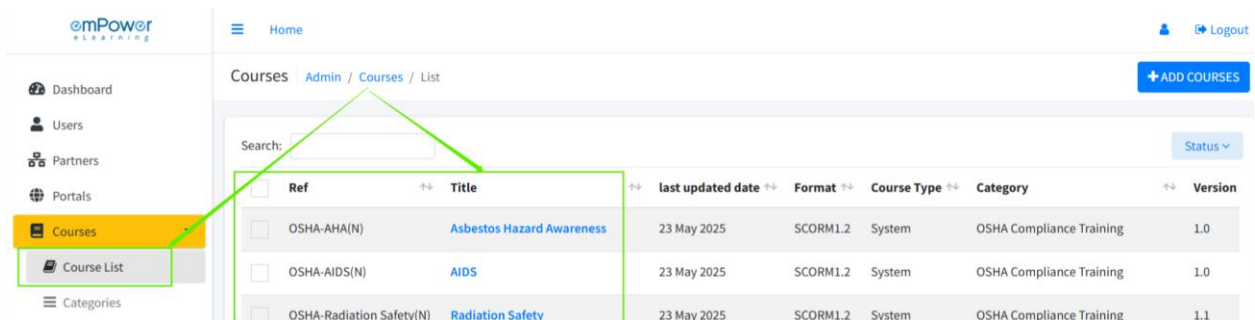 emPower
eLearning
Home
Logout
Dashboard
Users
Partners
Portals
Courses
Course List
Categories
Courses Admin / Courses / List
+ ADD COURSES
Search:
Status
Ref Title last updated date Format Course Type Category Version
OSHA-AHA(N) Asbestos Hazard Awareness 23 May 2025 SCORM1.2 System OSHA Compliance Training 1.0
OSHA-AIDS(N) AIDS 23 May 2025 SCORM1.2 System OSHA Compliance Training 1.0
OSHA-Radiation Safety(N) Radiation Safety 23 May 2025 SCORM1.2 System OSHA Compliance Training 1.1